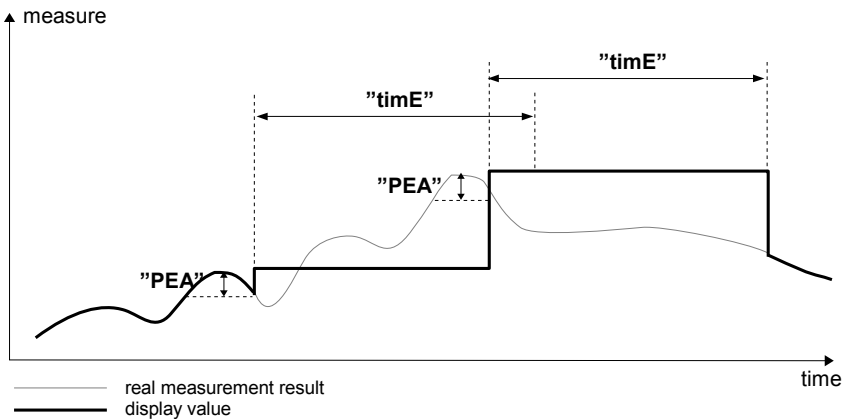 measure
”timE”
”timE”
”PEA”
”PEA”
time
real measurement result
display value